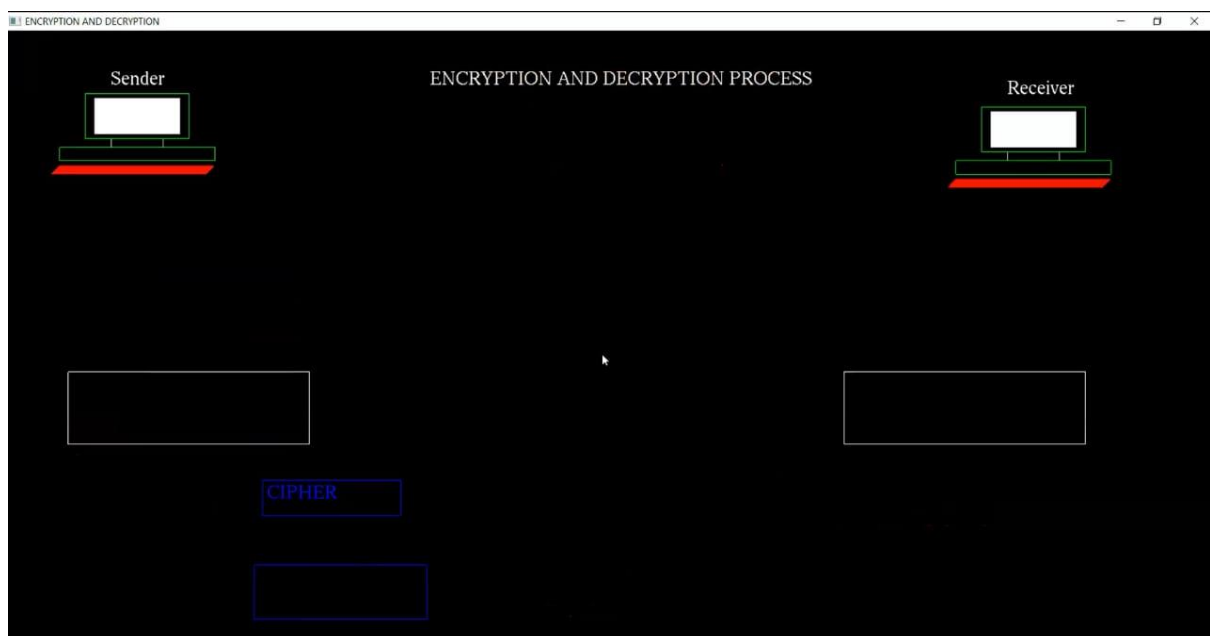 ENCRYPTION AND DECRYPTION
Sender
ENCRYPTION AND DECRYPTION PROCESS
Receiver
CIPHER